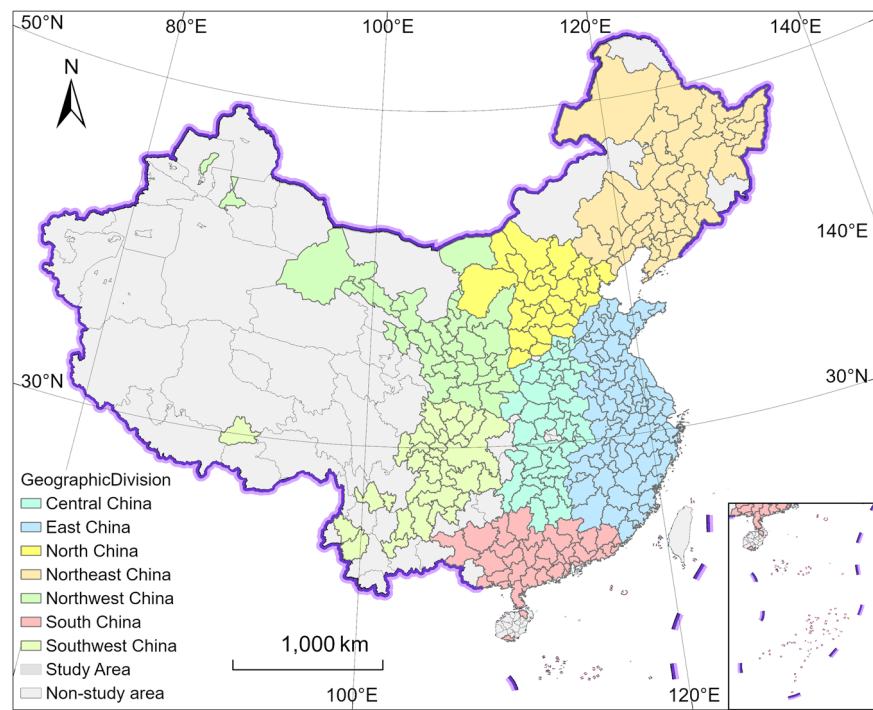 50°N
80°E
100°E
120°E
140°E
N
140°E
30°N
30°N
GeographicDivision
Central China
East China
North China
Northeast China
Northwest China
South China
Southwest China
Study Area
Non-study area
1,000 km
100°E
120°E